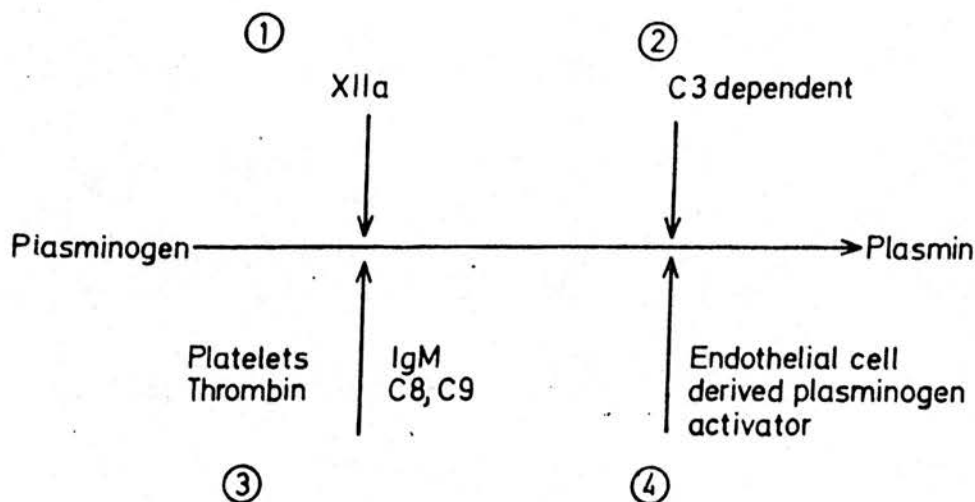 ① ②
XIIa C3 dependent
Plasminogen Plasmin
Platelets IgM Endothelial cell
Thrombin C8, C9 derived plasminogen
activator
③ ④